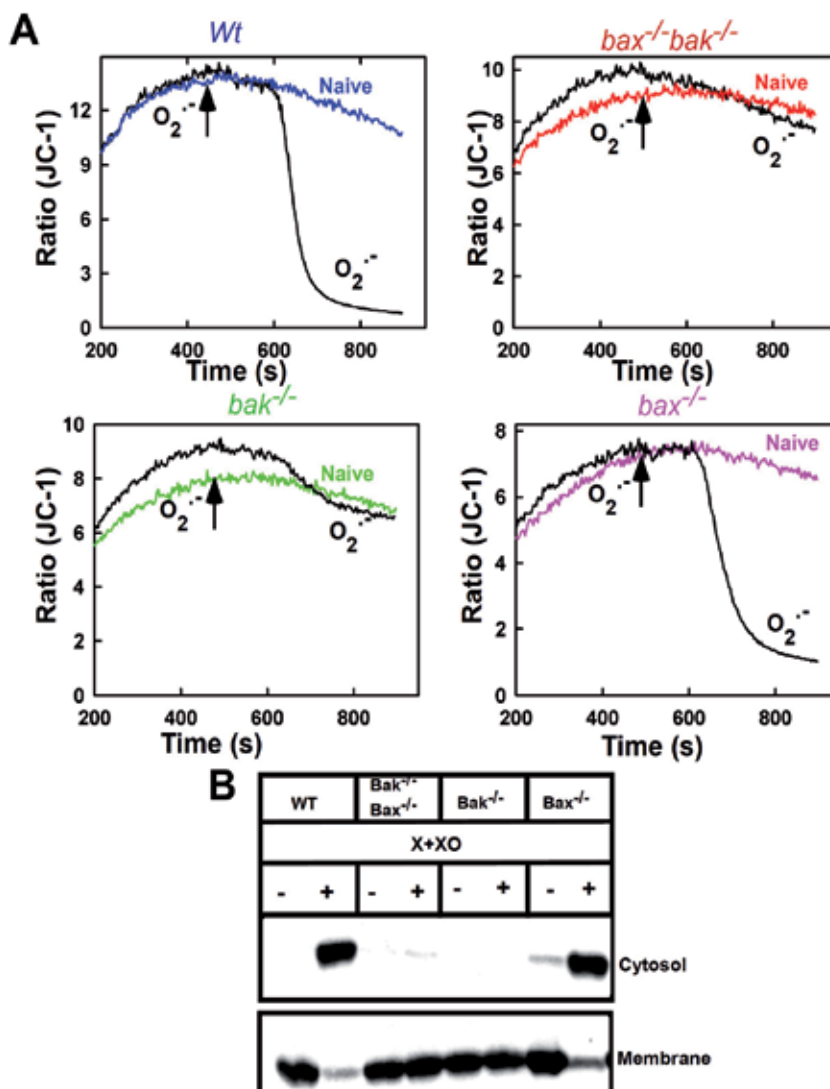 A
Wt
bax-/-bak-/-
Ratio (JC-1)
12
9
6
3
0
Naive
O2.-
O2.-
200 400 600 800
Time (s)
Ratio (JC-1)
10
8
6
4
2
0
Naive
O2.-
O2.-
200 400 600 800
Time (s)
bak-/-
bax-/-
Ratio (JC-1)
10
8
6
4
2
0
Naive
O2.-
O2.-
200 400 600 800
Time (s)
Ratio (JC-1)
8
6
4
2
0
Naive
O2.-
O2.-
200 400 600 800
Time (s)
B
WT Bak-/- Bax-/- Bak-/- Bax-/-
X+XO
- + - + - + - +
Cytosol
Membrane